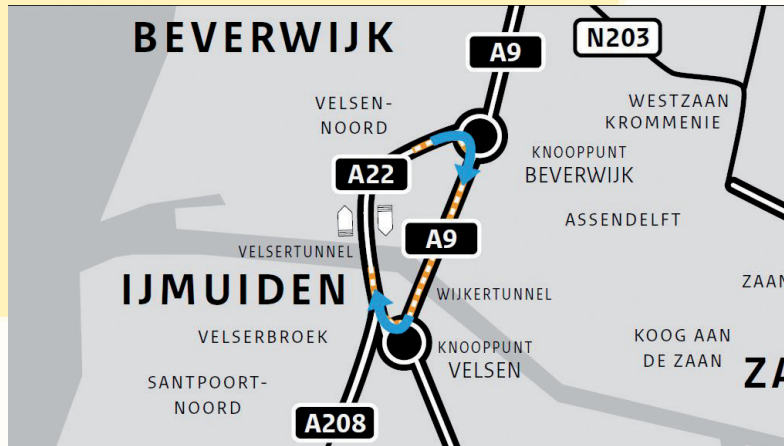 BEVERWIJK
A9
N203
VELSEN-
NOORD
WESTZAAN
KROMMENIE
KNOOPPUNT
BEVERWIJK
A22
ASSENDELFT
A9
VELSERTUNNEL
IJMUIDEN
WIJKERTUNNEL
ZAAN
VELSERBROEK
KNOOPPUNT
VELSEN
KOOG AAN
DE ZAAN
ZA
SANTPOORT-
NOORD
A208